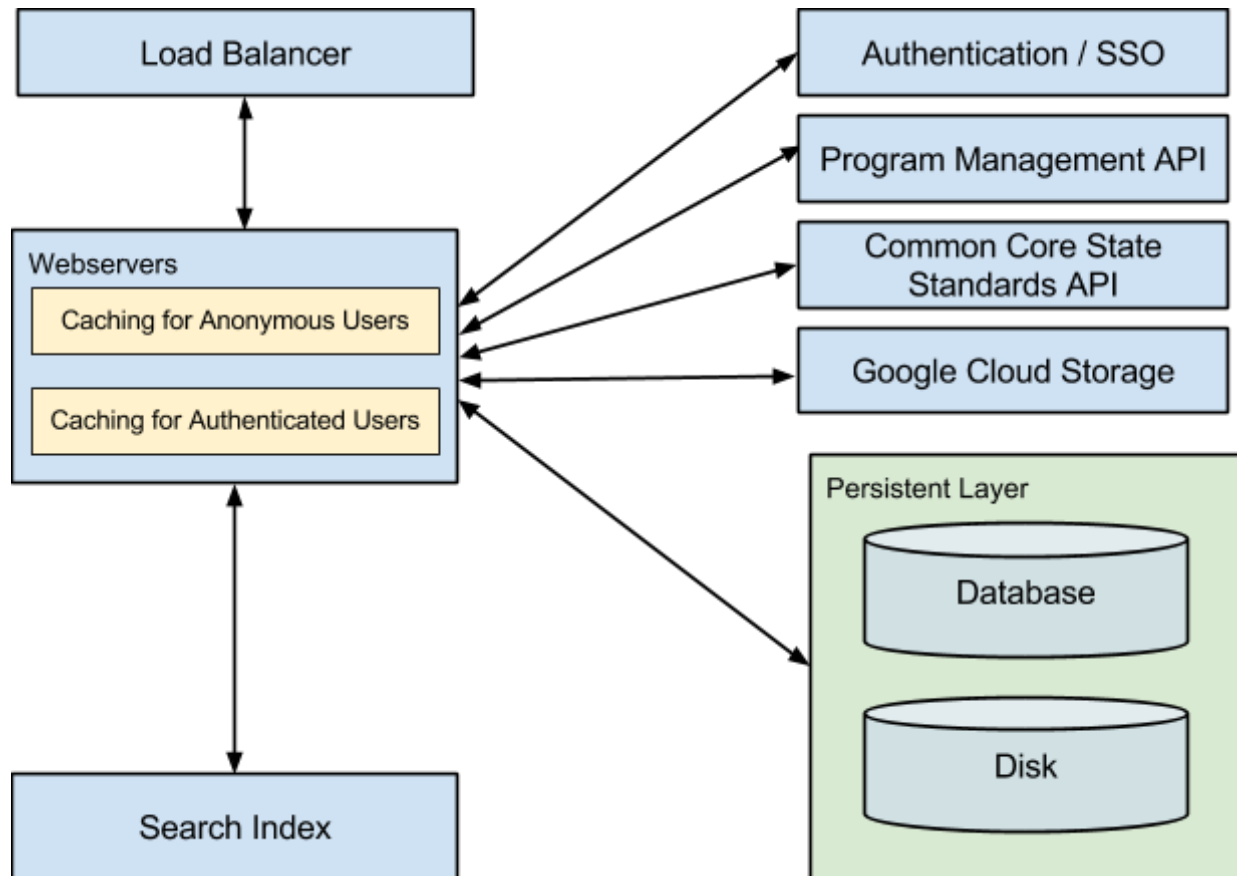 Load Balancer
Webservers
Caching for Anonymous Users
Caching for Authenticated Users
Search Index
Authentication / SSO
Program Management API
Common Core State
Standards API
Google Cloud Storage
Persistent Layer
Database
Disk